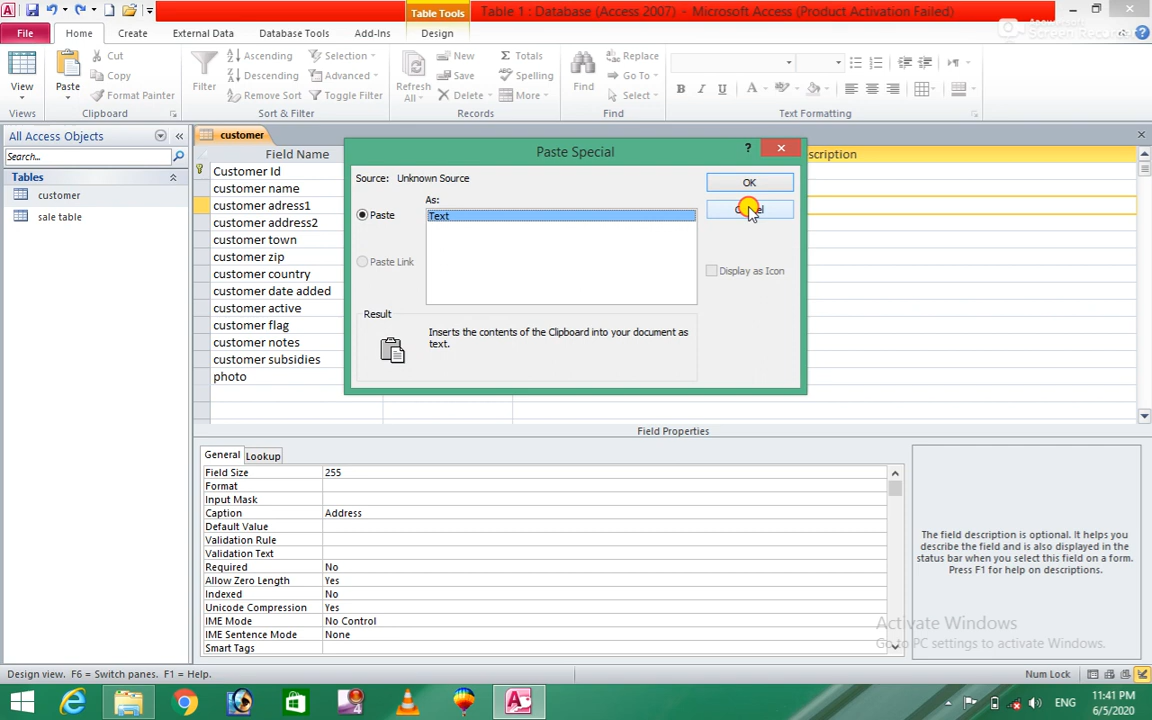 Table Tools
Table 1 : Database (Access 2007) - Microsoft Access (Product Activation Failed)
File Home Create External Data Database Tools Add-Ins Design
View
Views
Paste
Cut
Copy
Format Painter
Clipboard
Filter
Ascending
Descending
Remove Sort
Selection
Advanced
Toggle Filter
Sort & Filter
Refresh
All
New
Save
Delete
Totals
Spelling
More
Records
Find
Replace
Go To
Select
Find
B I U
A
Text Formatting
All Access Objects
Search...
Tables
customer
sale table
customer
Field Name
scription
Customer Id
customer name
customer adress1
customer address2
customer town
customer zip
customer country
customer date added
customer active
customer flag
customer notes
customer subsidies
photo
Paste Special
?
Source: Unknown Source
As:
Paste
Text
Paste Link
OK
Display as Icon
Result
Inserts the contents of the Clipboard into your document as
text.
Field Properties
General Lookup
Field Size 255
Format
Input Mask
Caption Address
Default Value
Validation Rule
Validation Text
Required No
Allow Zero Length Yes
Indexed No
Unicode Compression Yes
IME Mode No Control
IME Sentence Mode None
Smart Tags
The field description is optional. It helps you
describe the field and is also displayed in the
status bar when you select this field on a form.
Press F1 for help on descriptions.
Activate Windows
Go to PC settings to activate Windows.
Design view. F6 = Switch panes. F1 = Help.
Num Lock
ENG
11:41 PM
6/5/2020